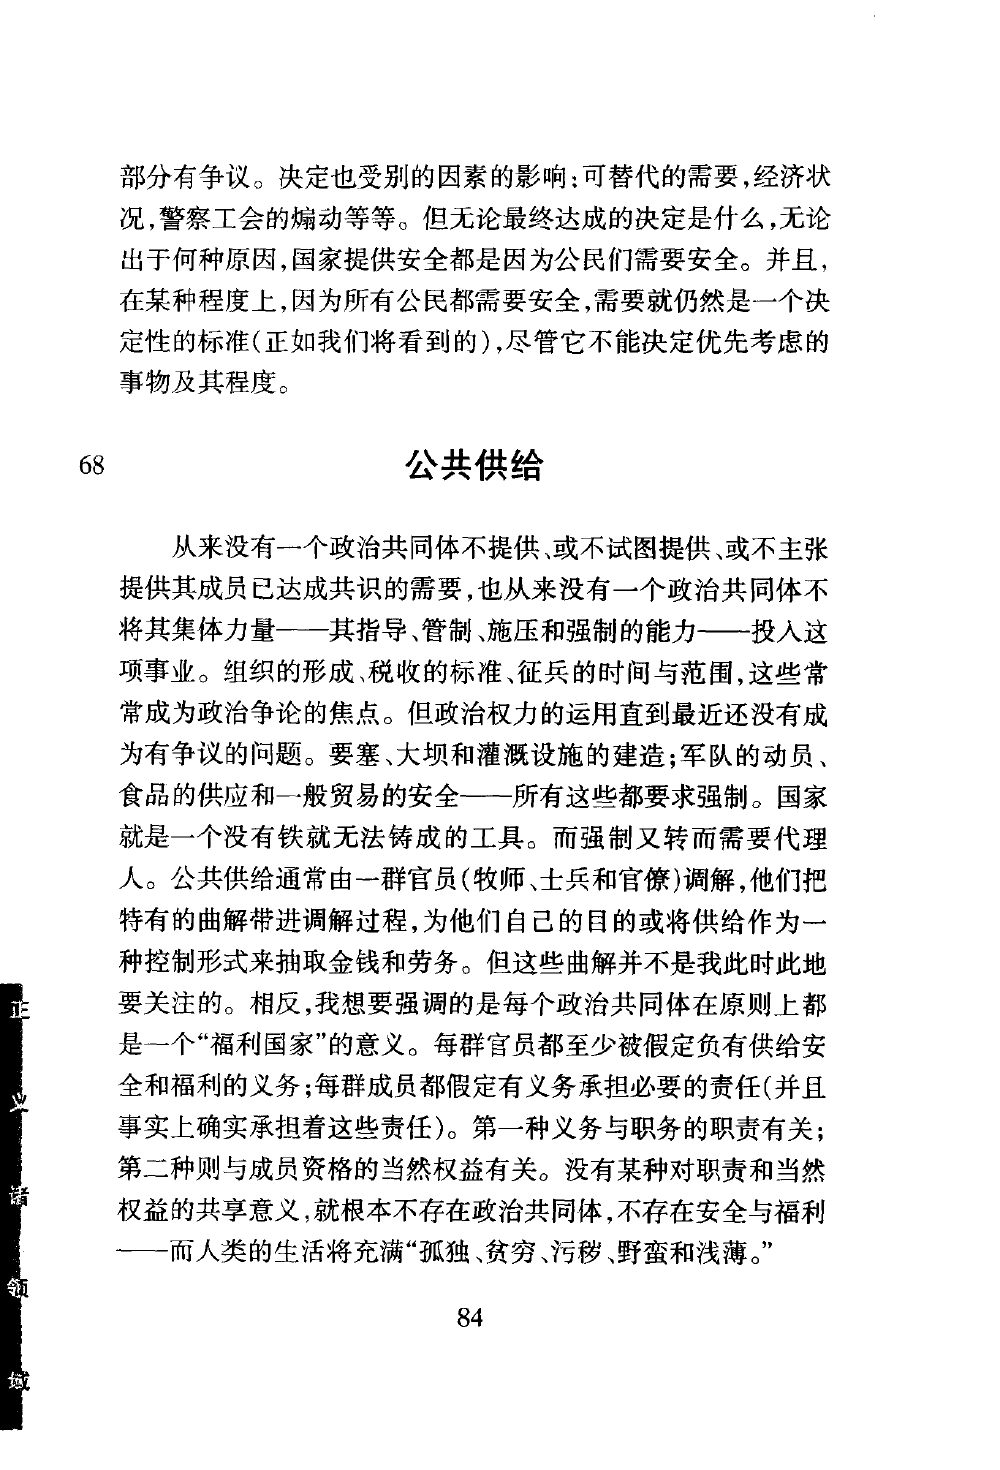 部分有争议。决定也受别的因素的影响:可替代的需要,经济状
况,警察工会的煽动等等。但无论最终达成的决定是什么,无论
出于何种原因,国家提供安全都是因为公民们需要安全。并且,
在某种程度上,因为所有公民都需要安全,需要就仍然是一个决
定性的标准(正如我们将看到的),尽管它不能决定优先考虑的
事物及其程度。
68
公共供给
从来没有一个政治共同体不提供、或不试图提供、或不主张
提供其成员已达成共识的需要,也从来没有一个政治共同体不
将其集体力量——其指导、管制、施压和强制的能力——投入这
项事业。组织的形成、税收的标准、征兵的时间与范围,这些常
常成为政治争论的焦点。但政治权力的运用直到最近还没有成
为有争议的问题。要塞、大坝和灌溉设施的建造;军队的动员、
食品的供应和一般贸易的安全——所有这些都要求强制。国家
就是一个没有铁就无法铸成的工具。而强制又转而需要代理
人。公共供给通常由一群官员(牧师、士兵和官僚)调解,他们把
特有的曲解带进调解过程,为他们自己的目的或将供给作为一
种控制形式来抽取金钱和劳务。但这些曲解并不是我此时此地
要关注的。相反,我想要强调的是每个政治共同体在原则上都
是一个“福利国家”的意义。每群官员都至少被假定负有供给安
全和福利的义务;每群成员都假定有义务承担必要的责任(并且
事实上确实承担着这些责任)。第一种义务与职务的职责有关;
第二种则与成员资格的当然权益有关。没有某种对职责和当然
权益的共享意义,就根本不存在政治共同体,不存在安全与福利
——而人类的生活将充满“孤独、贫穷、污秽、野蛮和浅薄。”
84
正
义
诸
领
域